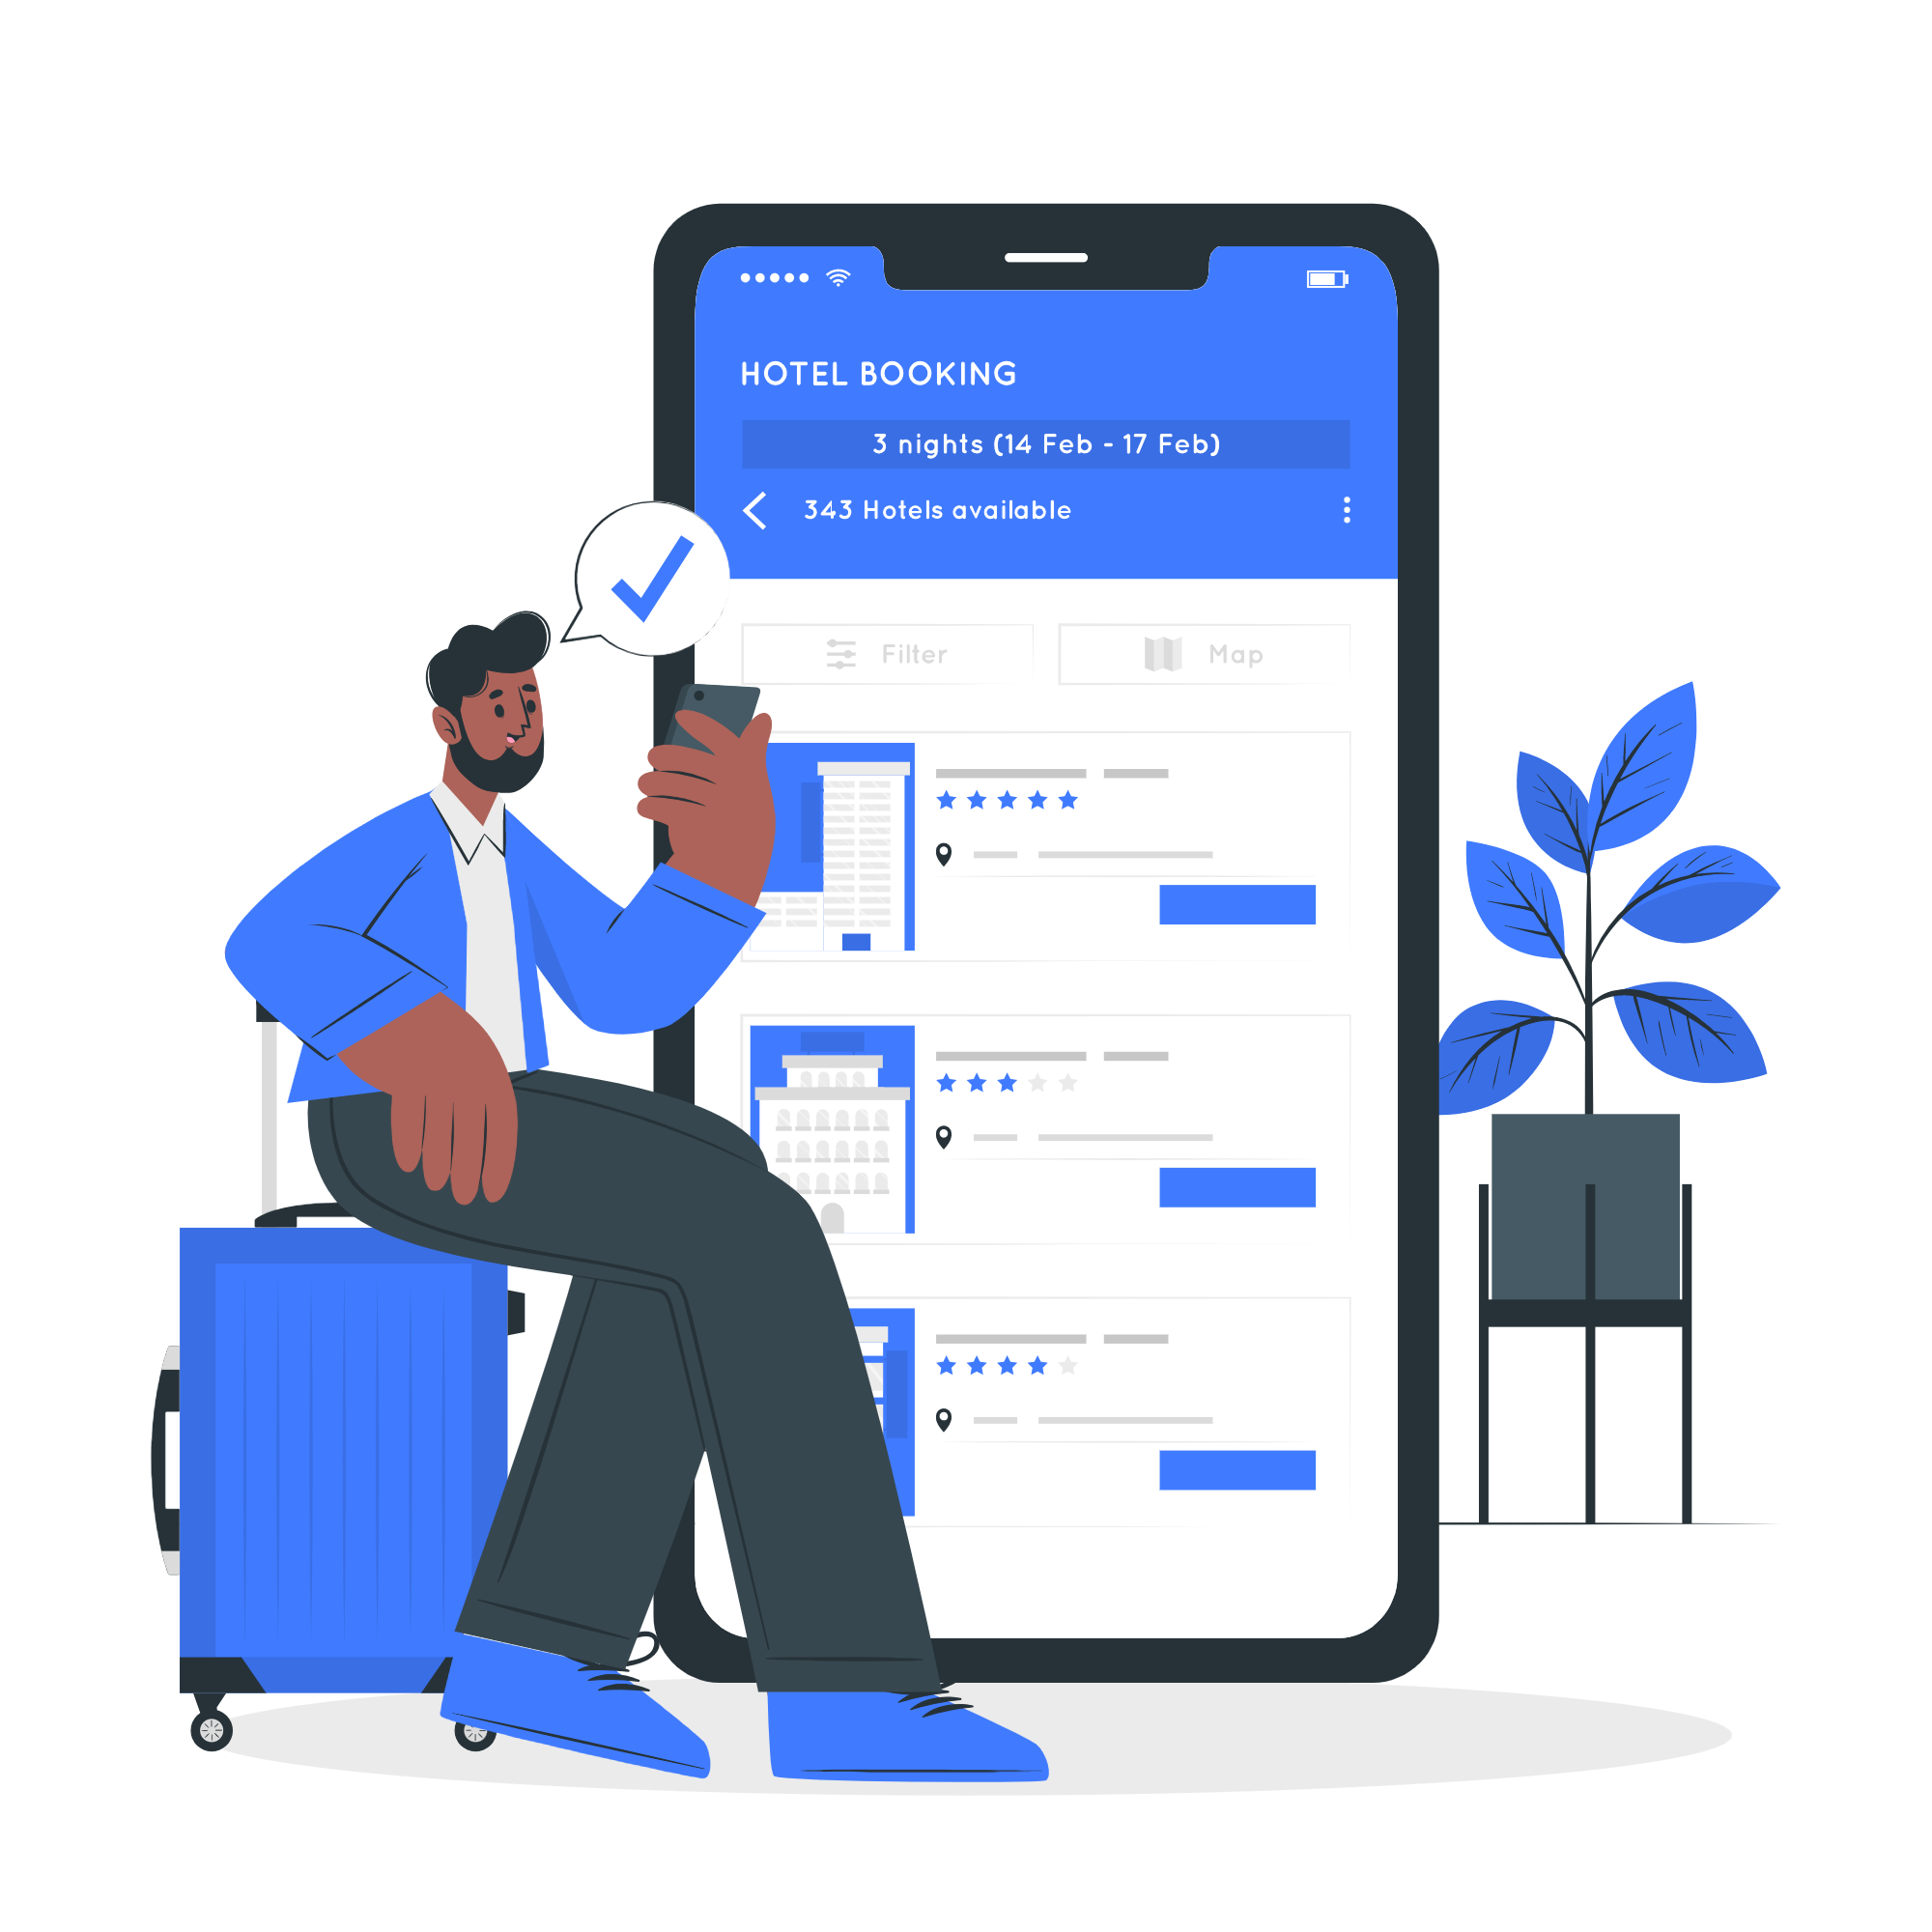 HOTEL BOOKING
3 nights (14 Feb - 17 Feb)
343 Hotels available
Filter
Map